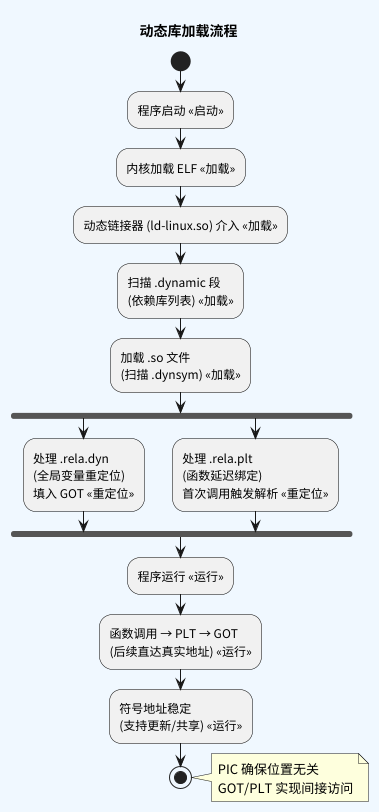 动态库加载流程
程序启动 «启动»
内核加载 ELF «加载»
动态链接器 (ld-linux.so) 介入 «加载»
扫描 .dynamic 段
(依赖库列表) «加载»
加载 .so 文件
(扫描 .dynsym) «加载»
处理 .rela.dyn
(全局变量重定位)
填入 GOT «重定位»
处理 .rela.plt
(函数延迟绑定)
首次调用触发解析 «重定位»
程序运行 «运行»
函数调用 → PLT → GOT
(后续直达真实地址) «运行»
符号地址稳定
(支持更新/共享) «运行»
PIC 确保位置无关
GOT/PLT 实现间接访问